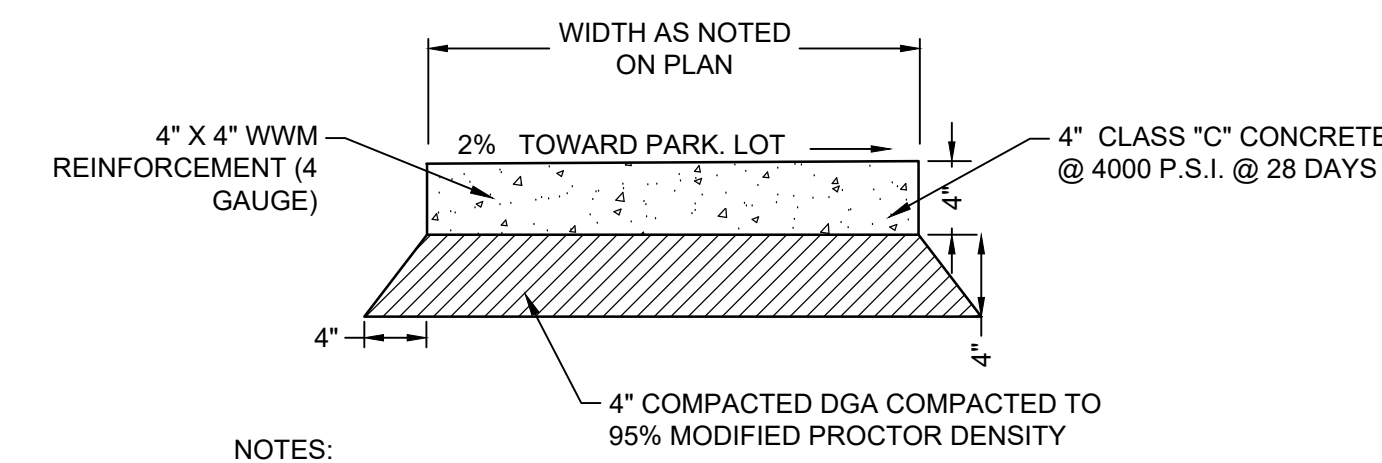 WIDTH AS NOTED
ON PLAN
4" X 4" WWM
REINFORCEMENT (4
GAUGE)
2% TOWARD PARK. LOT
4" CLASS "C" CONCRETE
@ 4000 P.S.I. @ 28 DAYS
4"
4"
4"
4" COMPACTED DGA COMPACTED TO
95% MODIFIED PROCTOR DENSITY
NOTES: